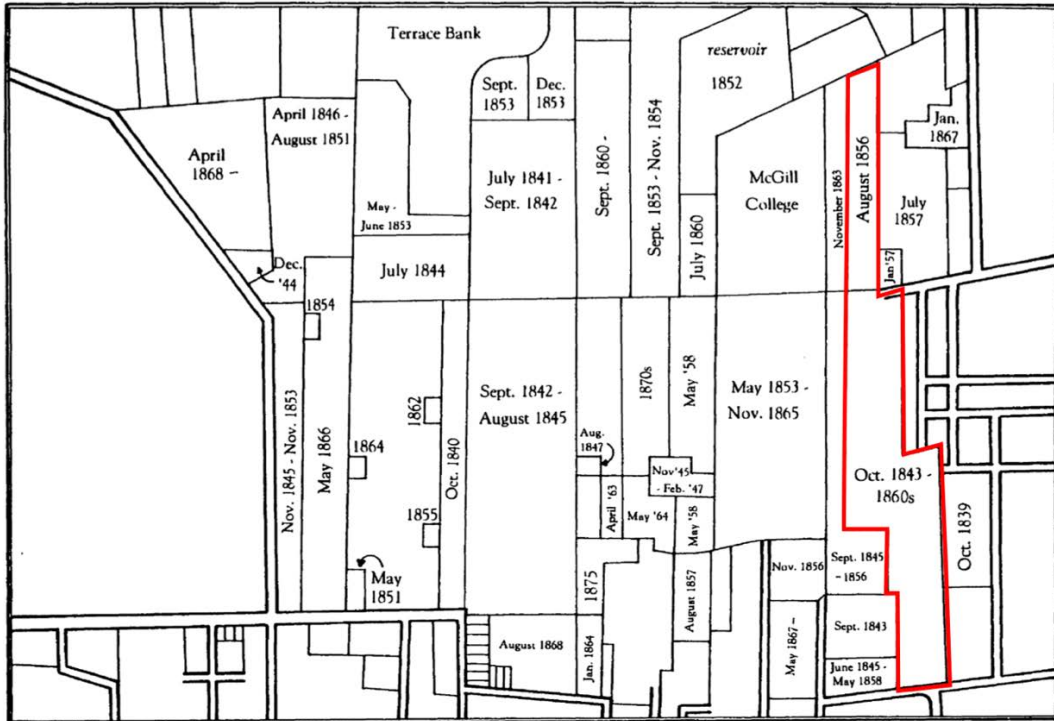 Terrace Bank
reservoir
1852
Sept.
1853
Dec.
1853
April 1846 -
August 1851
April
1868 -
Jan.
1867
July 1841 -
Sept. 1842
Sept. 1860 -
Sept. 1853 - Nov. 1854
McGill
College
November 1863
August 1856
July
1857
May -
June 1853
July 1860
Dec.
'44
July 1844
Jan '57
1854
Nov. 1845 - Nov. 1853
May 1866
1862
1864
1855
Oct. 1840
Sept. 1842 -
August 1845
1870s
May '58
May 1853 -
Nov. 1865
Aug.
1847
Nov '45
- Feb. '47
Oct. 1843 -
1860s
April '63
May '64
May '58
Oct. 1839
May
1851
1875
August 1857
Nov. 1856
Sept. 1845
- 1856
August 1868
Jan. 1864
May 1867 -
Sept. 1843
June 1845 -
May 1858